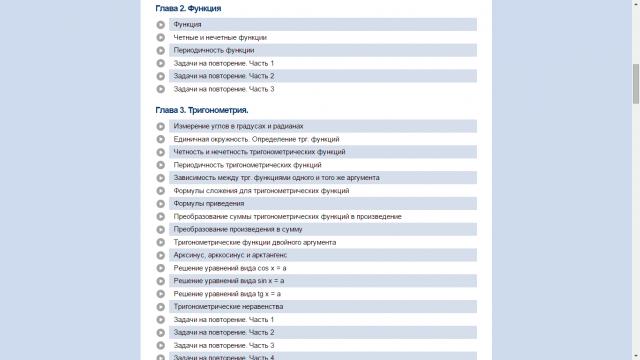 Глава 2. Функция
Функция
Четные и нечетные функции
Периодичность функции
Задачи на повторение. Часть 1
Задачи на повторение. Часть 2
Задачи на повторение. Часть 3
Глава 3. Тригонометрия.
Измерение углов в градусах и радианах
Единичная окружность. Определение трг. функций
Четность и нечетность тригонометрических функций
Периодичность тригонометрических функций
Зависимость между трг. функциями одного и того же аргумента
Формулы сложения для тригонометрических функций
Формулы приведения
Преобразование суммы тригонометрических функций в произведение
Преобразование произведения в сумму
Тригонометрические функции двойного аргумента
Арксинус, арккосинус и арктангенс
Решение уравнений вида cos x = a
Решение уравнений вида sin x = a
Решение уравнений вида tg x = a
Тригонометрические неравенства
Задачи на повторение. Часть 1
Задачи на повторение. Часть 2
Задачи на повторение. Часть 3
Задачи на повторение. Часть 4